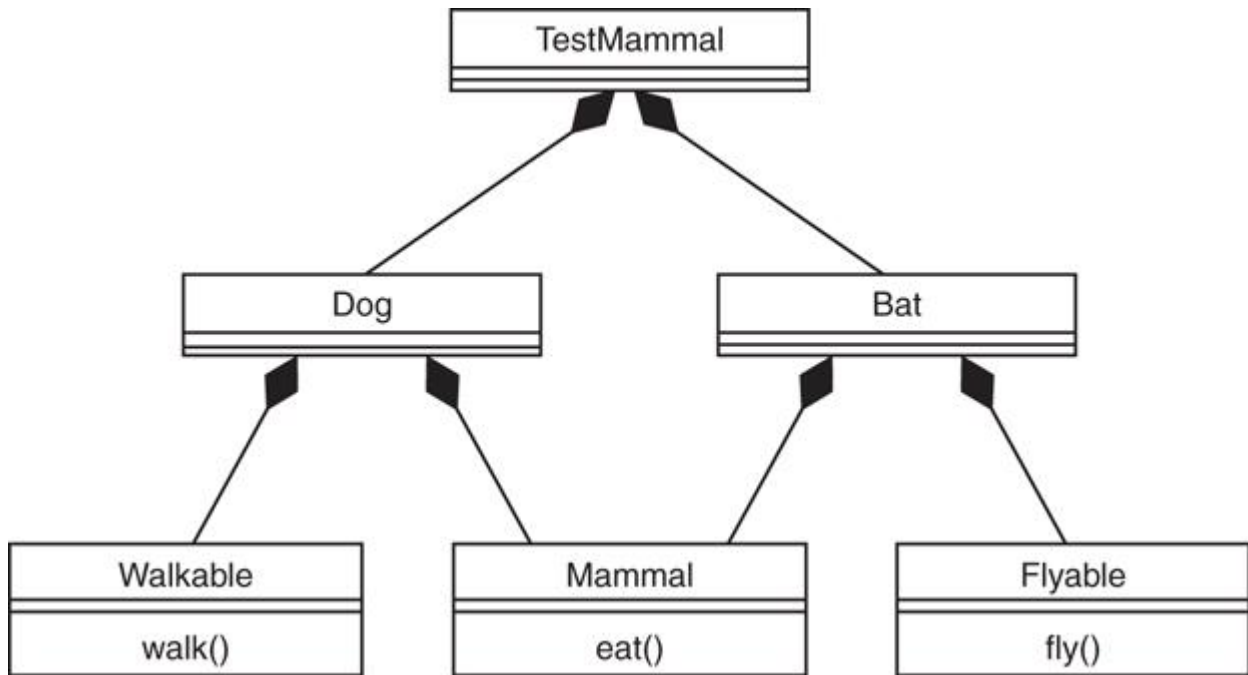 TestMammal
Dog
Bat
Walkable
walk()
Mammal
eat()
Flyable
fly()